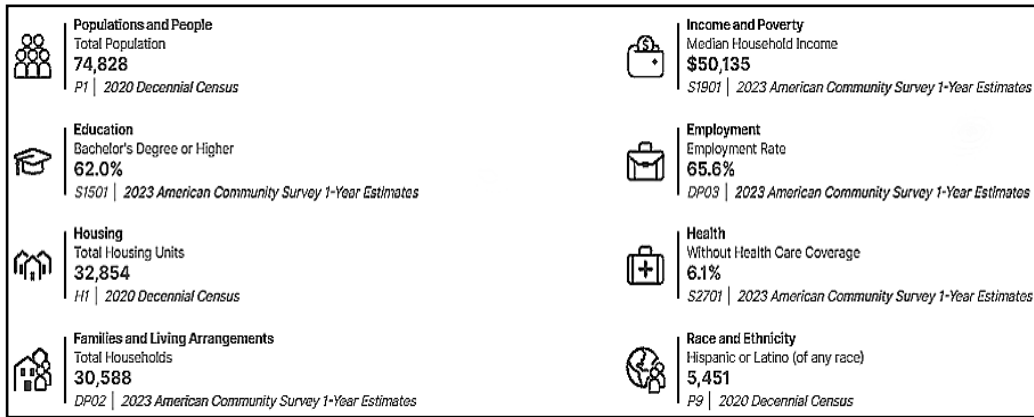 Populations and People
Total Population
74,828
P1 | 2020 Decennial Census
Education
Bachelor's Degree or Higher
62.0%
S1501 | 2023 American Community Survey 1-Year Estimates
Housing
Total Housing Units
32,854
H1 | 2020 Decennial Census
Families and Living Arrangements
Total Households
30,588
DP02 | 2023 American Community Survey 1-Year Estimates
Income and Poverty
Median Household Income
$50,135
S1901 | 2023 American Community Survey 1-Year Estimates
Employment
Employment Rate
65.6%
DP03 | 2023 American Community Survey 1-Year Estimates
Health
Without Health Care Coverage
6.1%
S2701 | 2023 American Community Survey 1-Year Estimates
Race and Ethnicity
Hispanic or Latino (of any race)
5,451
P9 | 2020 Decennial Census